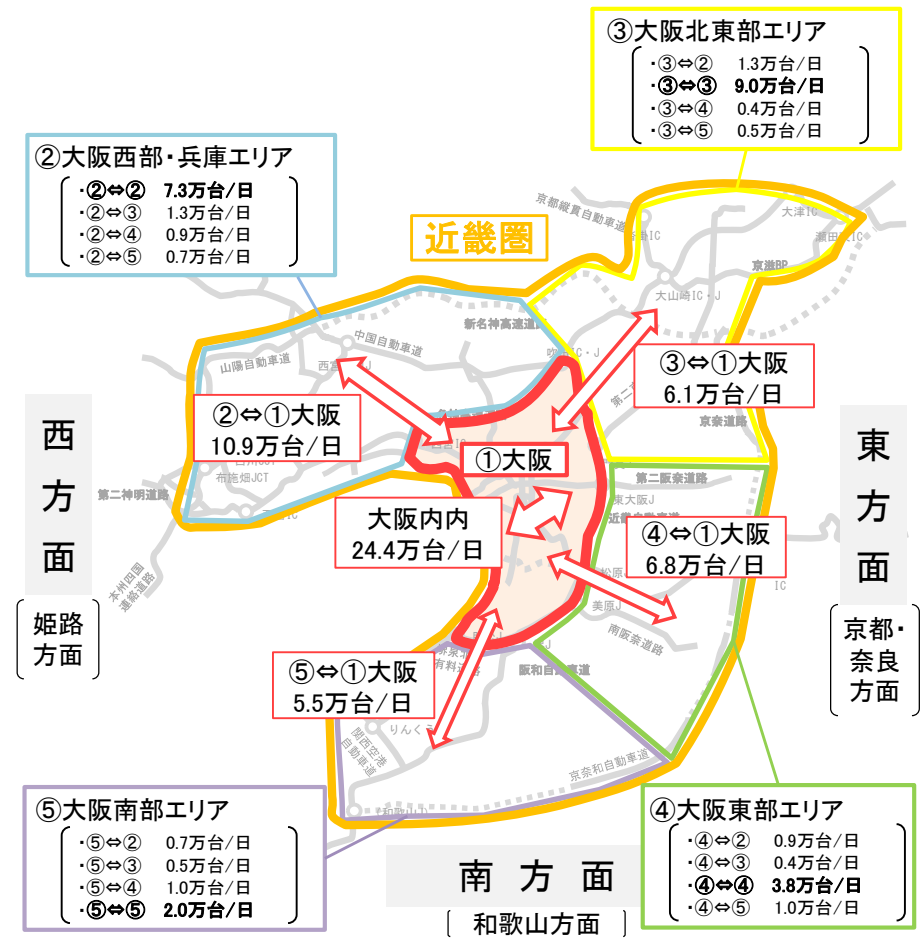 ③大阪北東部エリア
・③⇔② 1.3万台/日
・③⇔③ 9.0万台/日
・③⇔④ 0.4万台/日
・③⇔⑤ 0.5万台/日
②大阪西部・兵庫エリア
・②⇔② 7.3万台/日
・②⇔③ 1.3万台/日
・②⇔④ 0.9万台/日
・②⇔⑤ 0.7万台/日
近畿圏
京都縦貫自動車道
大津IC
京滋BP
大山崎IC・J
新名神高速道路
中国自動車道
山陽自動車道
③⇔①大阪
6.1万台/日
京奈道路
②⇔①大阪
10.9万台/日
①大阪
布施畑JCT
第二神明道路
第二阪奈道路
東大阪J
大阪内内
24.4万台/日
④⇔①大阪
6.8万台/日
本州四国
連絡道路
美原J
南阪奈道路
IC
西方面
姫路
方面
東方面
京都・
奈良
方面
⑤⇔①大阪
5.5万台/日
有料道路
阪和自動車道
関西空港
自動車道
京奈和自動車道
⑤大阪南部エリア
・⑤⇔② 0.7万台/日
・⑤⇔③ 0.5万台/日
・⑤⇔④ 1.0万台/日
・⑤⇔⑤ 2.0万台/日
④大阪東部エリア
・④⇔② 0.9万台/日
・④⇔③ 0.4万台/日
・④⇔④ 3.8万台/日
・④⇔⑤ 1.0万台/日
南方面
和歌山方面